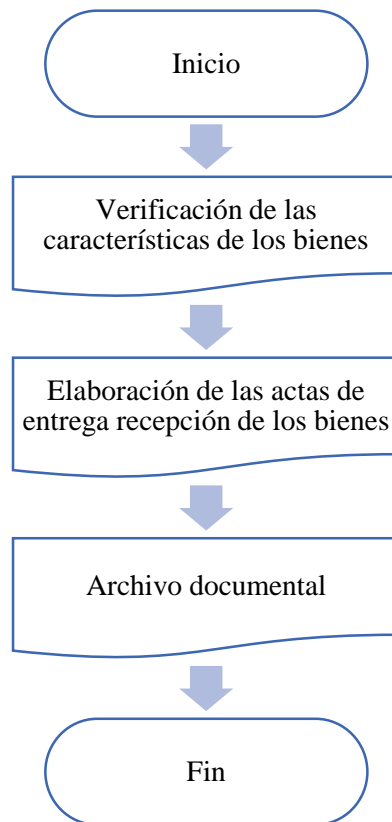 Inicio
Verificación de las
características de los bienes
Elaboración de las actas de
entrega recepción de los bienes
Archivo documental
Fin